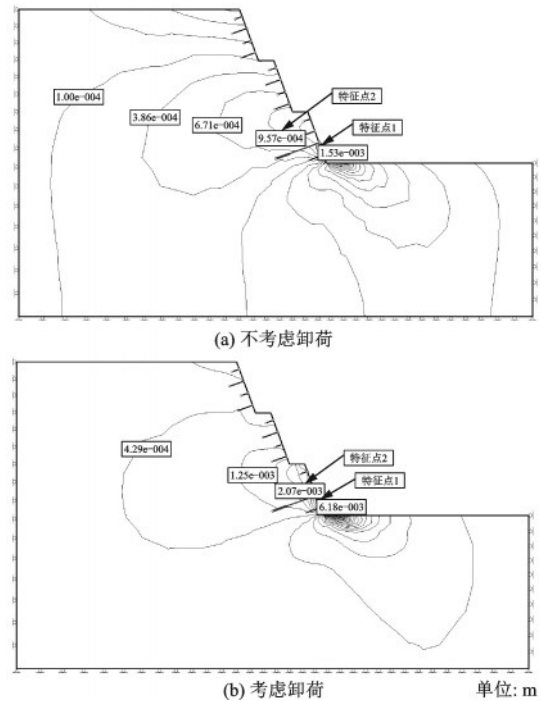 1.00e-004
3.86e-004
6.71e-004
9.57e-004
特征点2
特征点1
1.53e-003
(a) 不考虑卸荷
4.29e-004
1.25e-003
2.07e-003
特征点2
特征点1
6.18e-003
(b) 考虑卸荷
单位: m